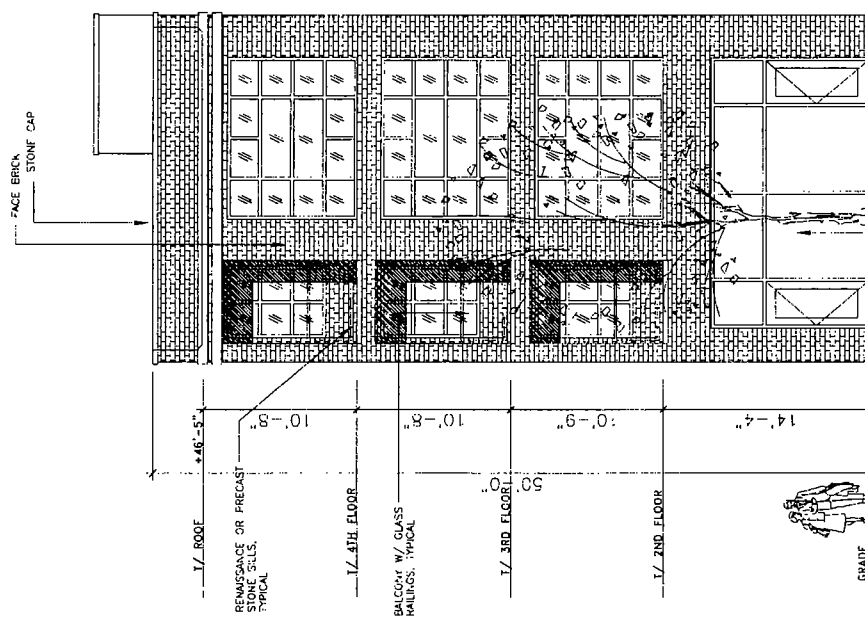 FACE BRICK
STONE CAP
T/ ROOF
+46'-5"
10'-8"
RENAISSANCE OR PRECAST
STONE SILLS,
TYPICAL
T/ 4TH FLOOR
10'-8"
BALCONY W/ GLASS
RAILINGS, TYPICAL
T/ 3RD FLOOR
50'-0"
10'-9"
T/ 2ND FLOOR
14'-4"
GRADE